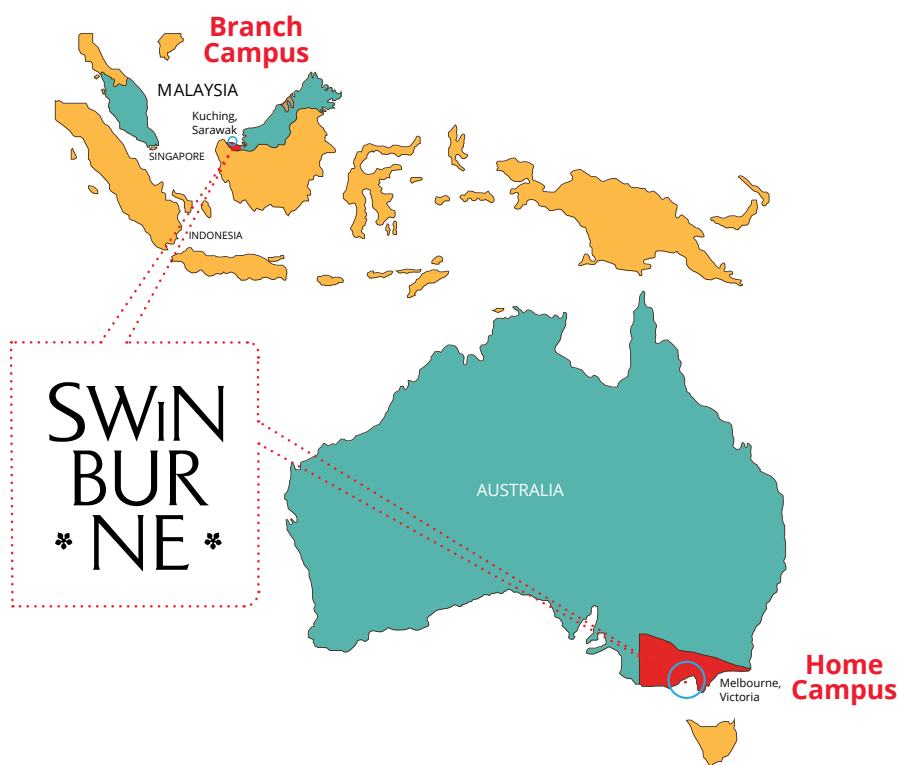 Branch
Campus
MALAYSIA
Kuching,
Sarawak
SINGAPORE
INDONESIA
SWiN
BUR
NE
AUSTRALIA
Home
Campus
Melbourne,
Victoria